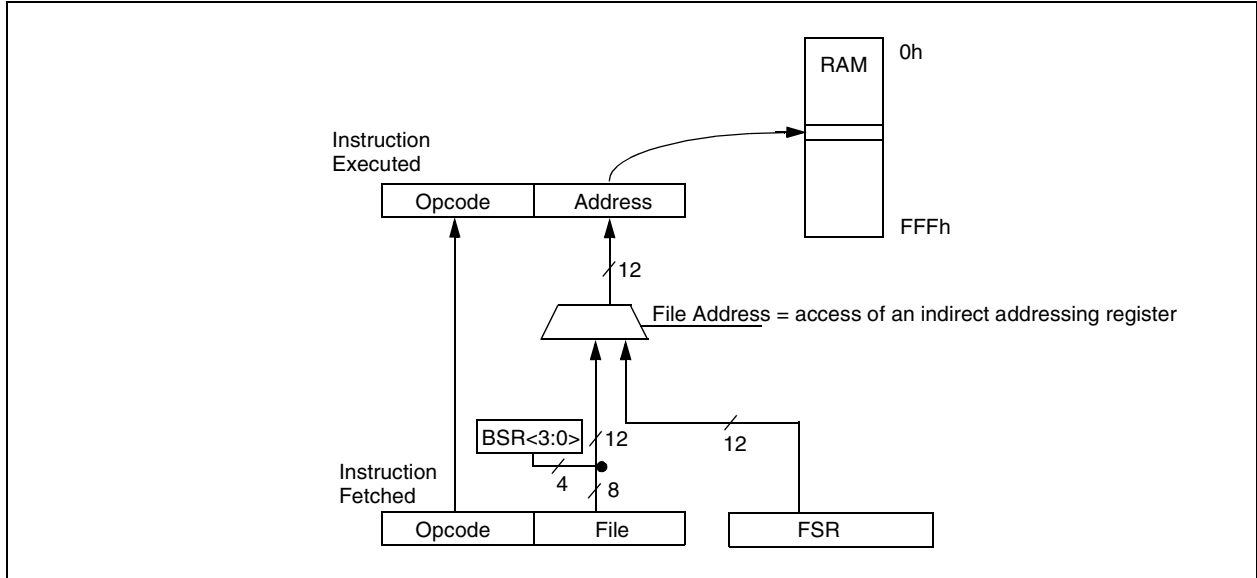 0h
RAM
Instruction
Executed
Opcode
Address
FFFh
12
File Address = access of an indirect addressing register
BSR<3:0>
12
12
4
8
Instruction
Fetched
Opcode
File
FSR